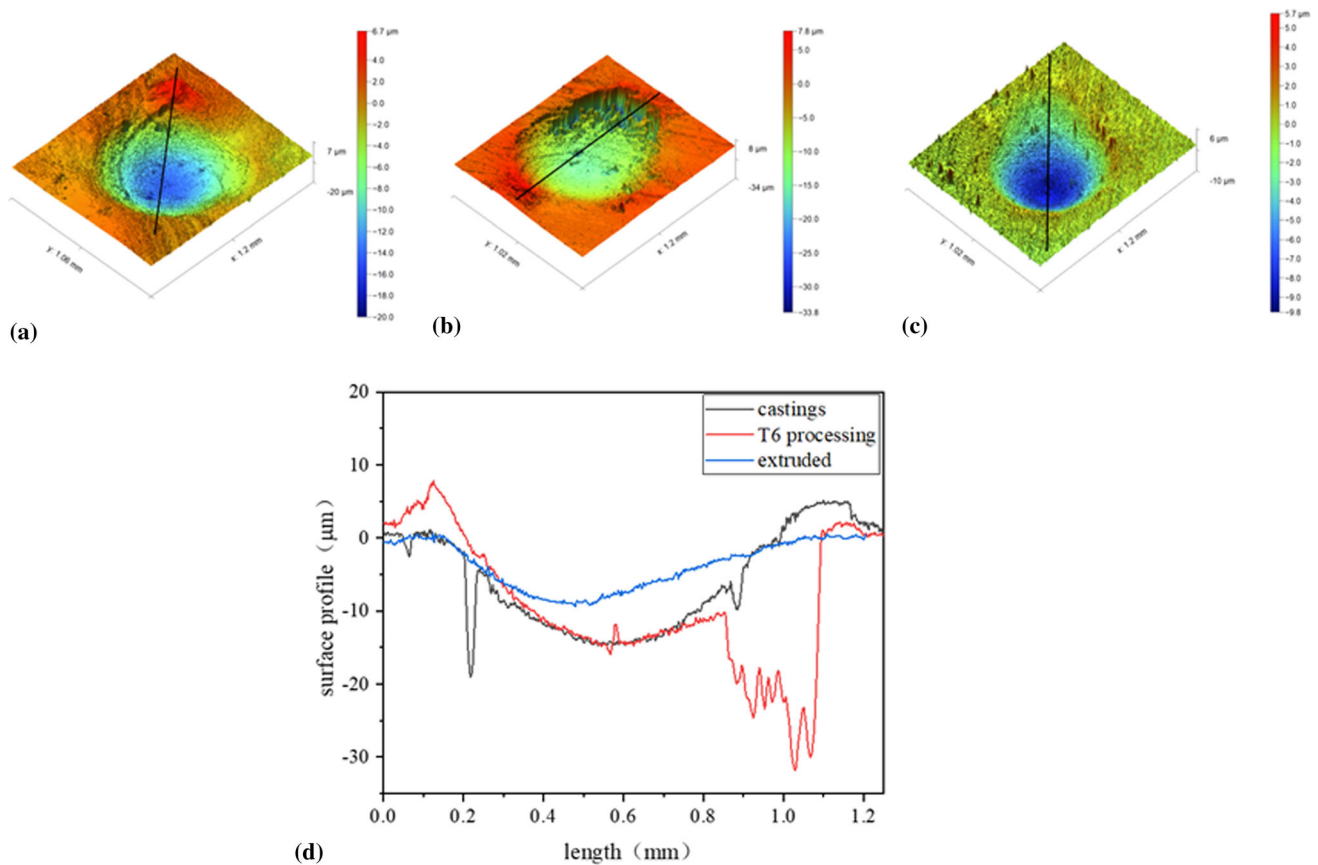 6.7 µm
4.0
2.0
0.0
−2.0
−4.0
−6.0
−8.0
−10.0
−12.0
−14.0
−16.0
−18.0
−20.0
7 µm
-20 µm
y: 1.06 mm
x: 1.2 mm
(a)
7.8 µm
5.0
0.0
−5.0
−10.0
−15.0
−20.0
−25.0
−30.0
−33.8
8 µm
-34 µm
y: 1.02 mm
x: 1.2 mm
(b)
5.7 µm
5.0
4.0
3.0
2.0
1.0
0.0
−1.0
−2.0
−3.0
−4.0
−5.0
−6.0
−7.0
−8.0
−9.0
−9.8
6 µm
-10 µm
y: 1.02 mm
x: 1.2 mm
(c)
castings
T6 processing
extruded
20
10
0
-10
-20
-30
surface profile（µm）
0.0 0.2 0.4 0.6 0.8 1.0 1.2
length（mm）
(d)